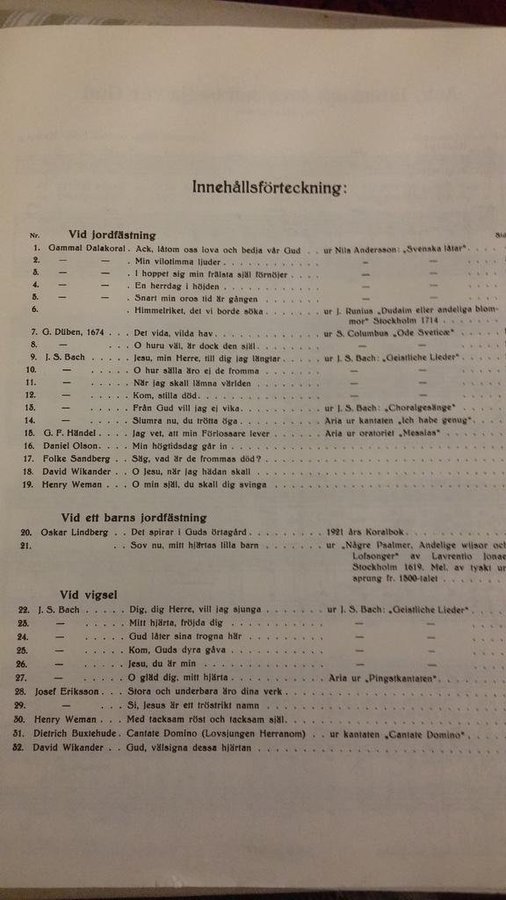 Innehållsförteckning:
Nr. Vid jordfästning
1. Gammal Dalakoral . Ack, låtom oss lova och bedja vår Gud . . ur Nils Andersson: „Svenska låtar" . . . .
2. — — . Min vilotimma ljuder . . . . . . . . . . — —
3. — — . I hoppet sig min frälsta själ förnöjer . . . . — —
4. — — . En herrdag i höjden . . . . . . . . . . — —
5. — — . Snart min oros tid är gången . . . . . . . — —
6. . Himmelriket, det vi borde söka . . . . . . . ur J. Runius „Dudaim eller andeliga blom-
mor" Stockholm 1714 . . . . . . . .
7. G. Düben, 1674 . . . Det vida, vilda hav . . . . . . . . . . . ur S. Columbus „Ode Sveticæ" . . . . .
8. — . . . . . O huru väl, är dock den själ . . . . . . . — —
9. J. S. Bach . . . . . Jesu, min Herre, till dig jag längtar . . . . ur J. S. Bach: „Geistliche Lieder" . . . .
10. — . . . . . O hur sälla äro ej de fromma . . . . . . . — —
11. — . . . . . När jag skall lämna världen . . . . . . . — —
12. — . . . . . Kom, stilla död . . . . . . . . . . . . — —
13. — . . . . . Från Gud vill jag ej vika . . . . . . . . ur J. S. Bach: „Choralgesänge" . . . .
14. — . . . . . Slumra nu, du trötta öga . . . . . . . . . Aria ur kantaten „Ich habe genug" . . . .
15. G. F. Händel . . . . Jag vet, att min Förlossare lever . . . . . . Aria ur oratoriet „Messias" . . . . . .
16. Daniel Olson . . . . Min högtidsdag går in . . . . . . . . . .
17. Folke Sandberg . . . Säg, vad är de frommas död? . . . . . . .
18. David Wikander . . . O Jesu, när jag hädan skall . . . . . . .
19. Henry Weman . . . O min själ, du skall dig svinga . . . . . .
Vid ett barns jordfästning
20. Oskar Lindberg . . . Det spirar i Guds örtagård . . . . . . . . 1921 års Koralbok . . . . . . . . .
21. . . Sov nu, mitt hjärtas lilla barn . . . . . . . ur „Någre Psalmer, Andelige wijsor och
Lofsonger" av Lavrentio Jonae
Stockholm 1619. Mel. av tyskt ur
sprung fr. 1500-talet . . . . . . .
Vid vigsel
22. J. S. Bach . . . . . Dig, dig Herre, vill jag sjunga . . . . . . . ur J. S. Bach: „Geistliche Lieder" . . . .
23. — . . . . . Mitt hjärta, fröjda dig . . . . . . . . . . — —
24. — . . . . . Gud låter sina trogna här . . . . . . . . — —
25. — . . . . . Kom, Guds dyra gåva . . . . . . . . . . — —
26. — . . . . . Jesu, du är min . . . . . . . . . . . . — —
27. — . . . . . O gläd dig, mitt hjärta . . . . . . . . . . Aria ur „Pingstkantaten" . . . . . . .
28. Josef Eriksson . . . Stora och underbara äro dina verk . . . . .
29. — . . . Si, Jesus är ett tröstrikt namn . . . . . .
30. Henry Weman . . . Med tacksam röst och tacksam själ . . . . .
31. Dietrich Buxtehude . Cantate Domino (Lovsjungen Herranom) . . ur kantaten „Cantate Domino" . . . . .
32. David Wikander . . Gud, välsigna dessa hjärtan . . . . . . .